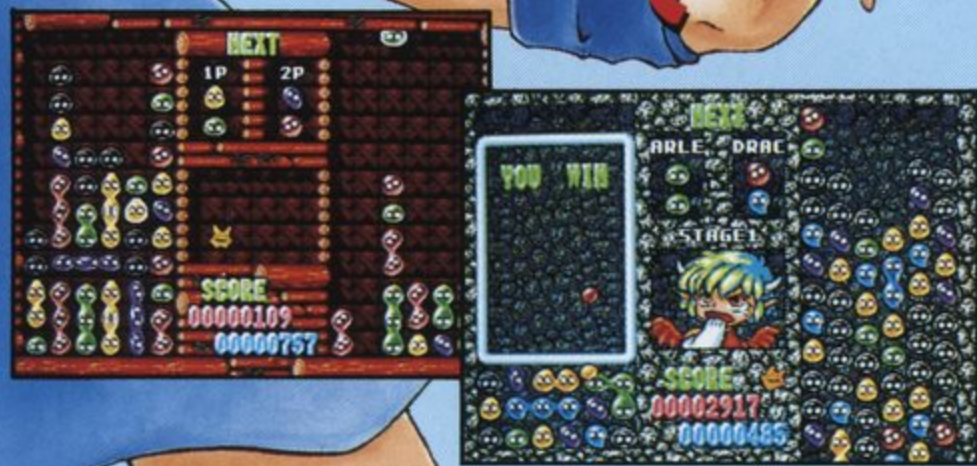 NEXT
1P 2P
SCORE
00000109
00000757
NEXT
ARLE DRAC
YOU WIN
STAGE1
SCORE
00002917
00000485